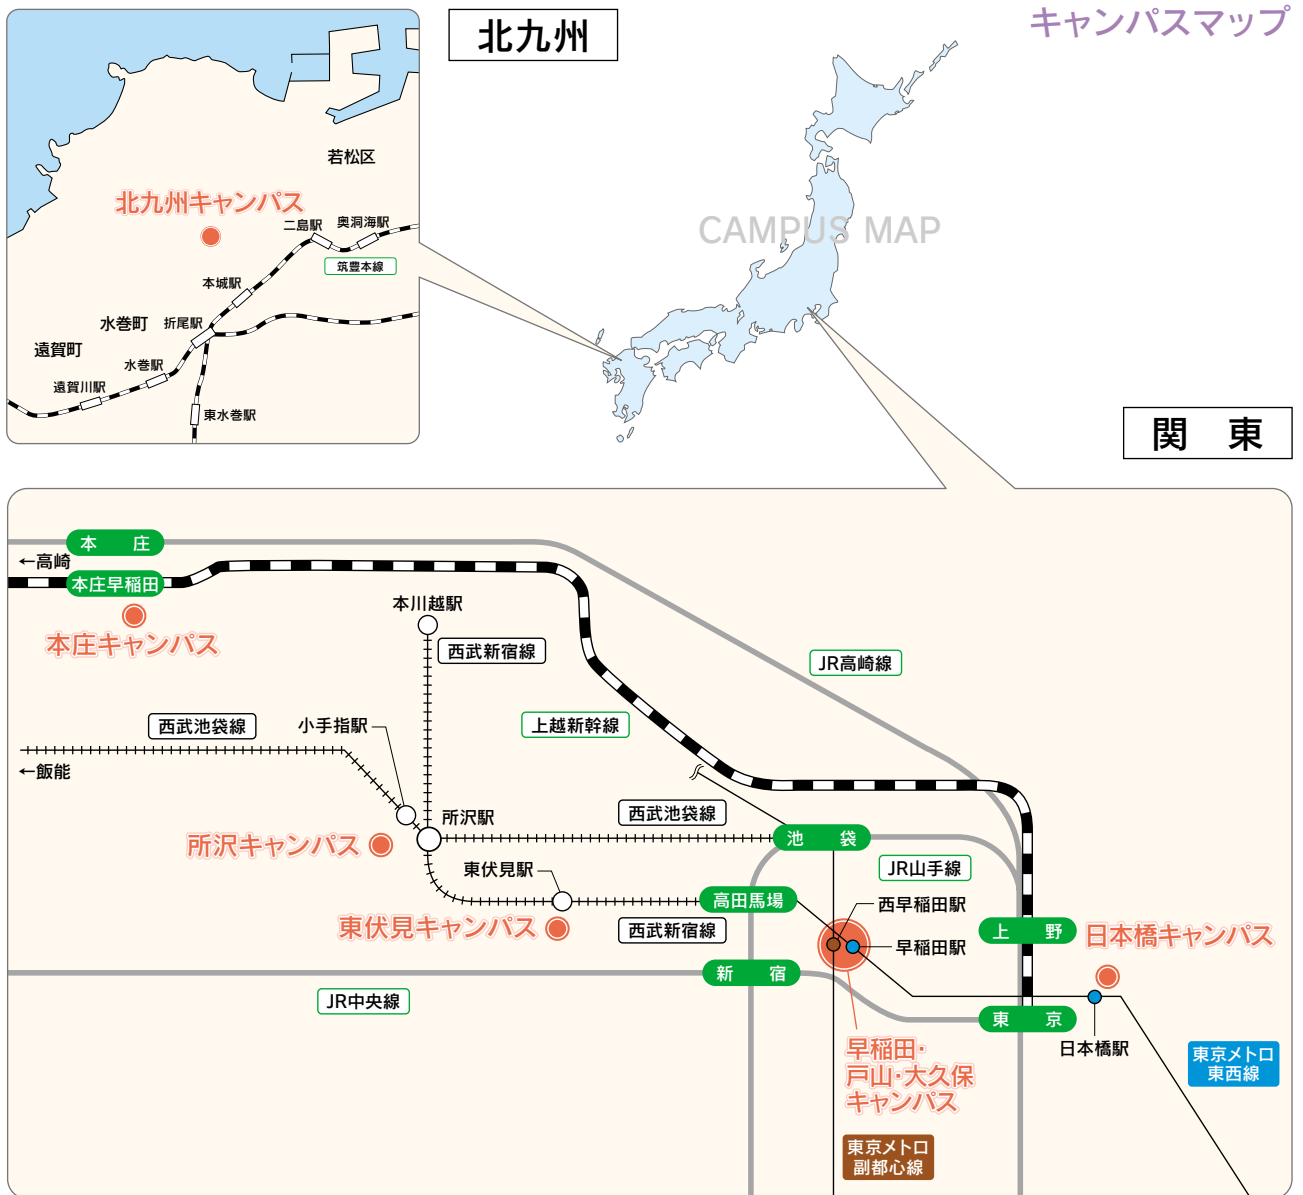 キャンパスマップ
北九州
CAMPUS MAP
若松区
北九州キャンパス
二島駅
奥洞海駅
筑豊本線
本城駅
水巻町
折尾駅
遠賀町
水巻駅
遠賀川駅
東水巻駅
関 東
本 庄
←高崎
本庄早稲田
本庄キャンパス
本川越駅
西武新宿線
JR高崎線
西武池袋線
小手指駅
上越新幹線
←飯能
西武池袋線
所沢駅
池 袋
所沢キャンパス
JR山手線
東伏見駅
高田馬場
西早稲田駅
東伏見キャンパス
西武新宿線
早稲田駅
上 野
日本橋キャンパス
新 宿
JR中央線
東 京
日本橋駅
早稲田・
戸山・大久保
キャンパス
東京メトロ
東西線
東京メトロ
副都心線